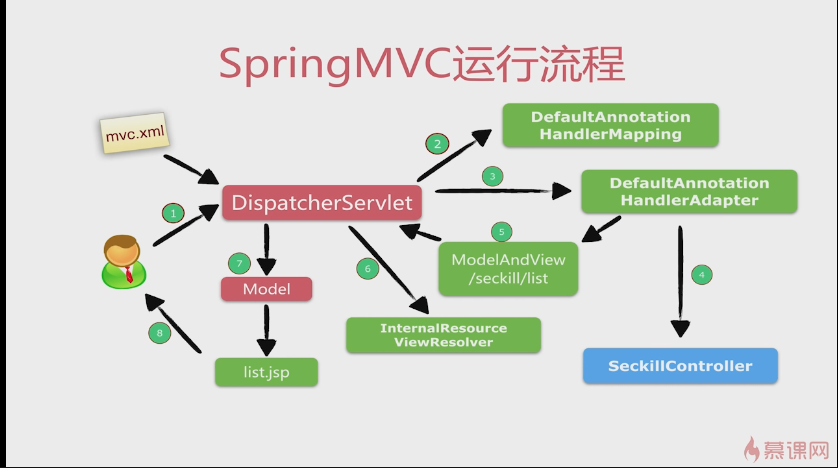 SpringMVC运行流程
mvc.xml
DefaultAnnotation
HandlerMapping
2
3
DefaultAnnotation
HandlerAdapter
1
DispatcherServlet
5
ModelAndView
/seckill/list
7
6
4
Model
InternalResource
ViewResolver
8
list.jsp
SeckillController
慕课网